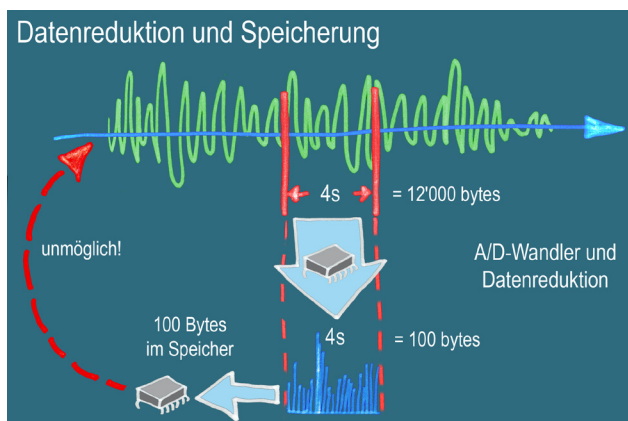 Datenreduktion und Speicherung
4s
= 12'000 bytes
unmöglich!
A/D-Wandler und
Datenreduktion
100 Bytes
im Speicher
4s
= 100 bytes